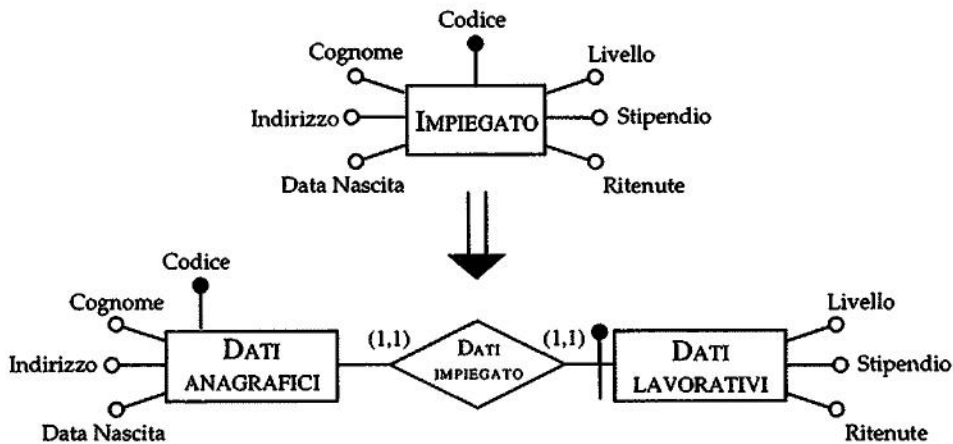 Codice
Cognome
Livello
Indirizzo
IMPIEGATO
Stipendio
Data Nascita
Ritenute
Codice
Cognome
Livello
Indirizzo
DATI
ANAGRAFICI
(1,1)
DATI
IMPIEGATO
(1,1)
DATI
LAVORATIVI
Stipendio
Data Nascita
Ritenute